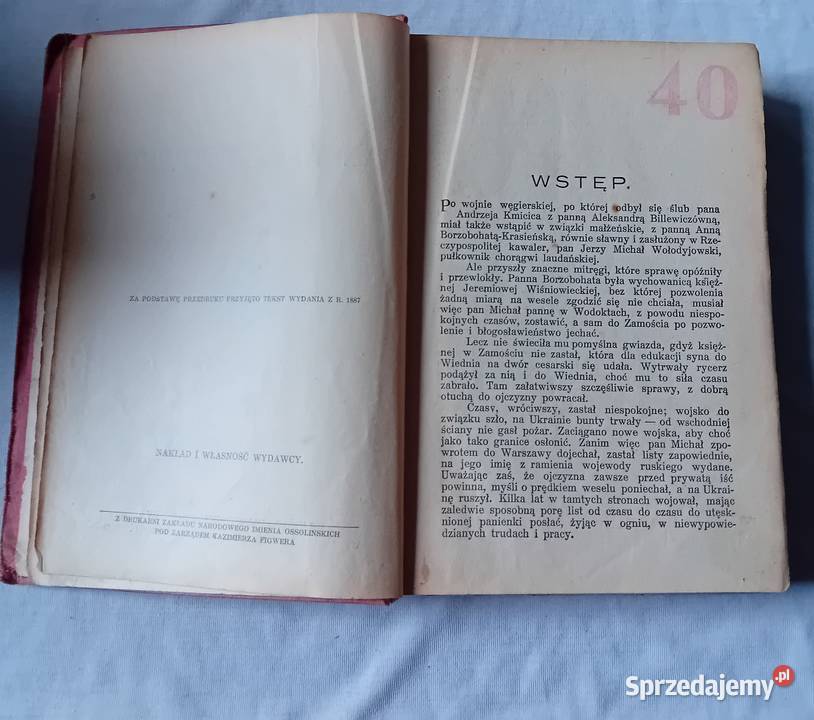 ZA PODSTAWĘ PRZEDRUKU PRZYJĘTO TEKST WYDANIA Z R. 1887
NAKŁAD I WŁASNOŚĆ WYDAWCY.
Z DRUKARNI ZAKŁADU NARODOWEGO IMIENIA OSSOLIŃSKICH
POD ZARZĄDEM KAZIMIERZA FIGWERA
40
WSTĘP.
Po wojnie węgierskiej, po której odbył się ślub pana
Andrzeja Kmicica z panną Aleksandrą Billewiczówną,
miał także wstąpić w związki małżeńskie, z panną Anną
Borzobohatą-Krasieńską, równie sławny i zasłużony w Rze-
czypospolitej kawaler, pan Jerzy Michał Wołodyjowski,
pułkownik chorągwi laudańskiej.
Ale przyszły znaczne mitręgi, które sprawę opóźniły
i przewlokły. Panna Borzobohata była wychowanicą księż-
nej Jeremiowej Wiśniowieckiej, bez której pozwolenia
żadną miarą na wesele zgodzić się nie chciała, musiał
więc pan Michał pannę w Wodoktach, z powodu niespo-
kojnych czasów, zostawić, a sam do Zamościa po pozwo-
lenie i błogosławieństwo jechać.
Lecz nie świeciła mu pomyślna gwiazda, gdyż księż-
nej w Zamościu nie zastał, która dla edukacji syna do
Wiednia na dwór cesarski się udała. Wytrwały rycerz
podążył za nią i do Wiednia, choć mu to siła czasu
zabrało. Tam załatwiwszy szczęśliwie sprawy, z dobrą
otuchą do ojczyzny powracał.
Czasy, wróciwszy, zastał niespokojne; wojsko do
związku szło, na Ukrainie bunty trwały — od wschodniej
ściany nie gasł pożar. Zaciągano nowe wojska, aby choć
jako tako granice osłonić. Zanim więc pan Michał zpo-
wrotem do Warszawy dojechał, zastał listy zapowiednie,
na jego imię z ramienia wojewody ruskiego wydane.
Uważając zaś, że ojczyzna zawsze przed prywatą iść
powinna, myśli o prędkiem weselu poniechał, a na Ukrai-
nę ruszył. Kilka lat w tamtych stronach wojował, mając
zaledwie sposobną porę list od czasu do czasu do utęsk-
nionej panienki posłać, żyjąc w ogniu, w niewypowie-
dzianych trudach i pracy.
Sprzedajemy.pl